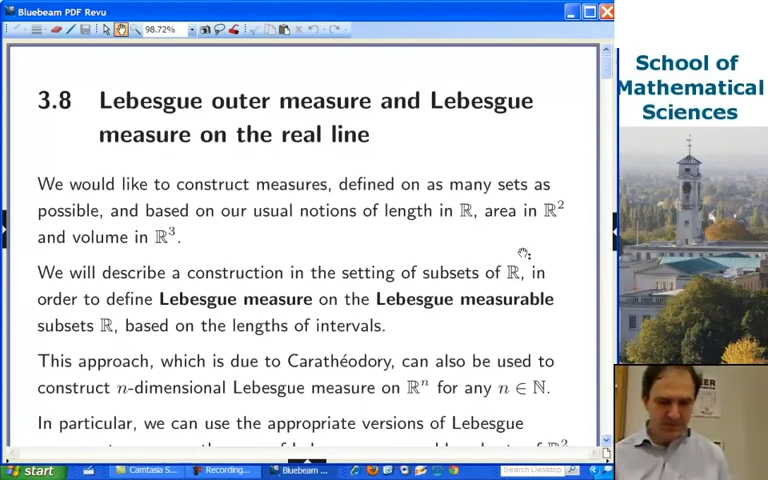 Bluebeam PDF Revu
98.72%
School of
Mathematical
Sciences
3.8 Lebesgue outer measure and Lebesgue
measure on the real line
We would like to construct measures, defined on as many sets as
possible, and based on our usual notions of length in ℝ, area in ℝ²
and volume in ℝ³.
We will describe a construction in the setting of subsets of ℝ, in
order to define Lebesgue measure on the Lebesgue measurable
subsets ℝ, based on the lengths of intervals.
This approach, which is due to Carathéodory, can also be used to
construct n-dimensional Lebesgue measure on ℝⁿ for any n ∈ ℕ.
In particular, we can use the appropriate versions of Lebesgue
start
Camtasia S...
Recording...
Bluebeam ...
Search Desktop